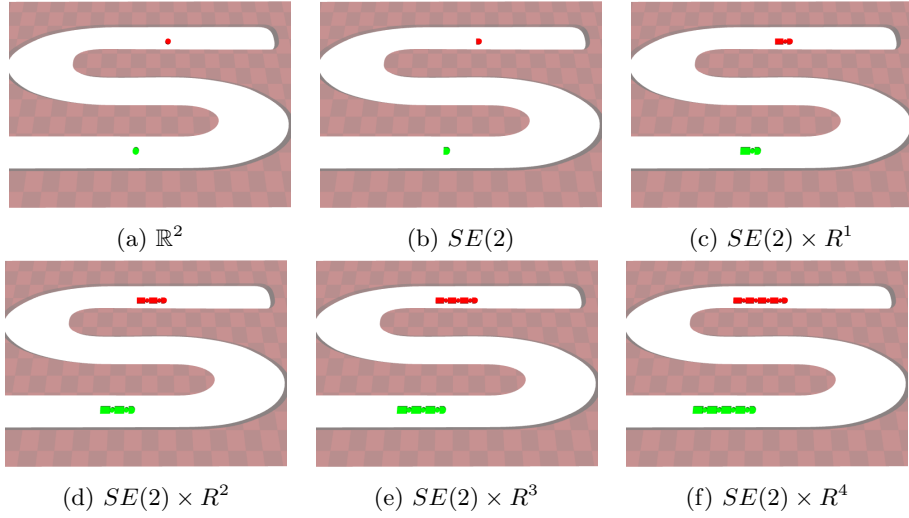 (a) ℝ²
(b) SE(2)
(c) SE(2) × R¹
(d) SE(2) × R²
(e) SE(2) × R³
(f) SE(2) × R⁴